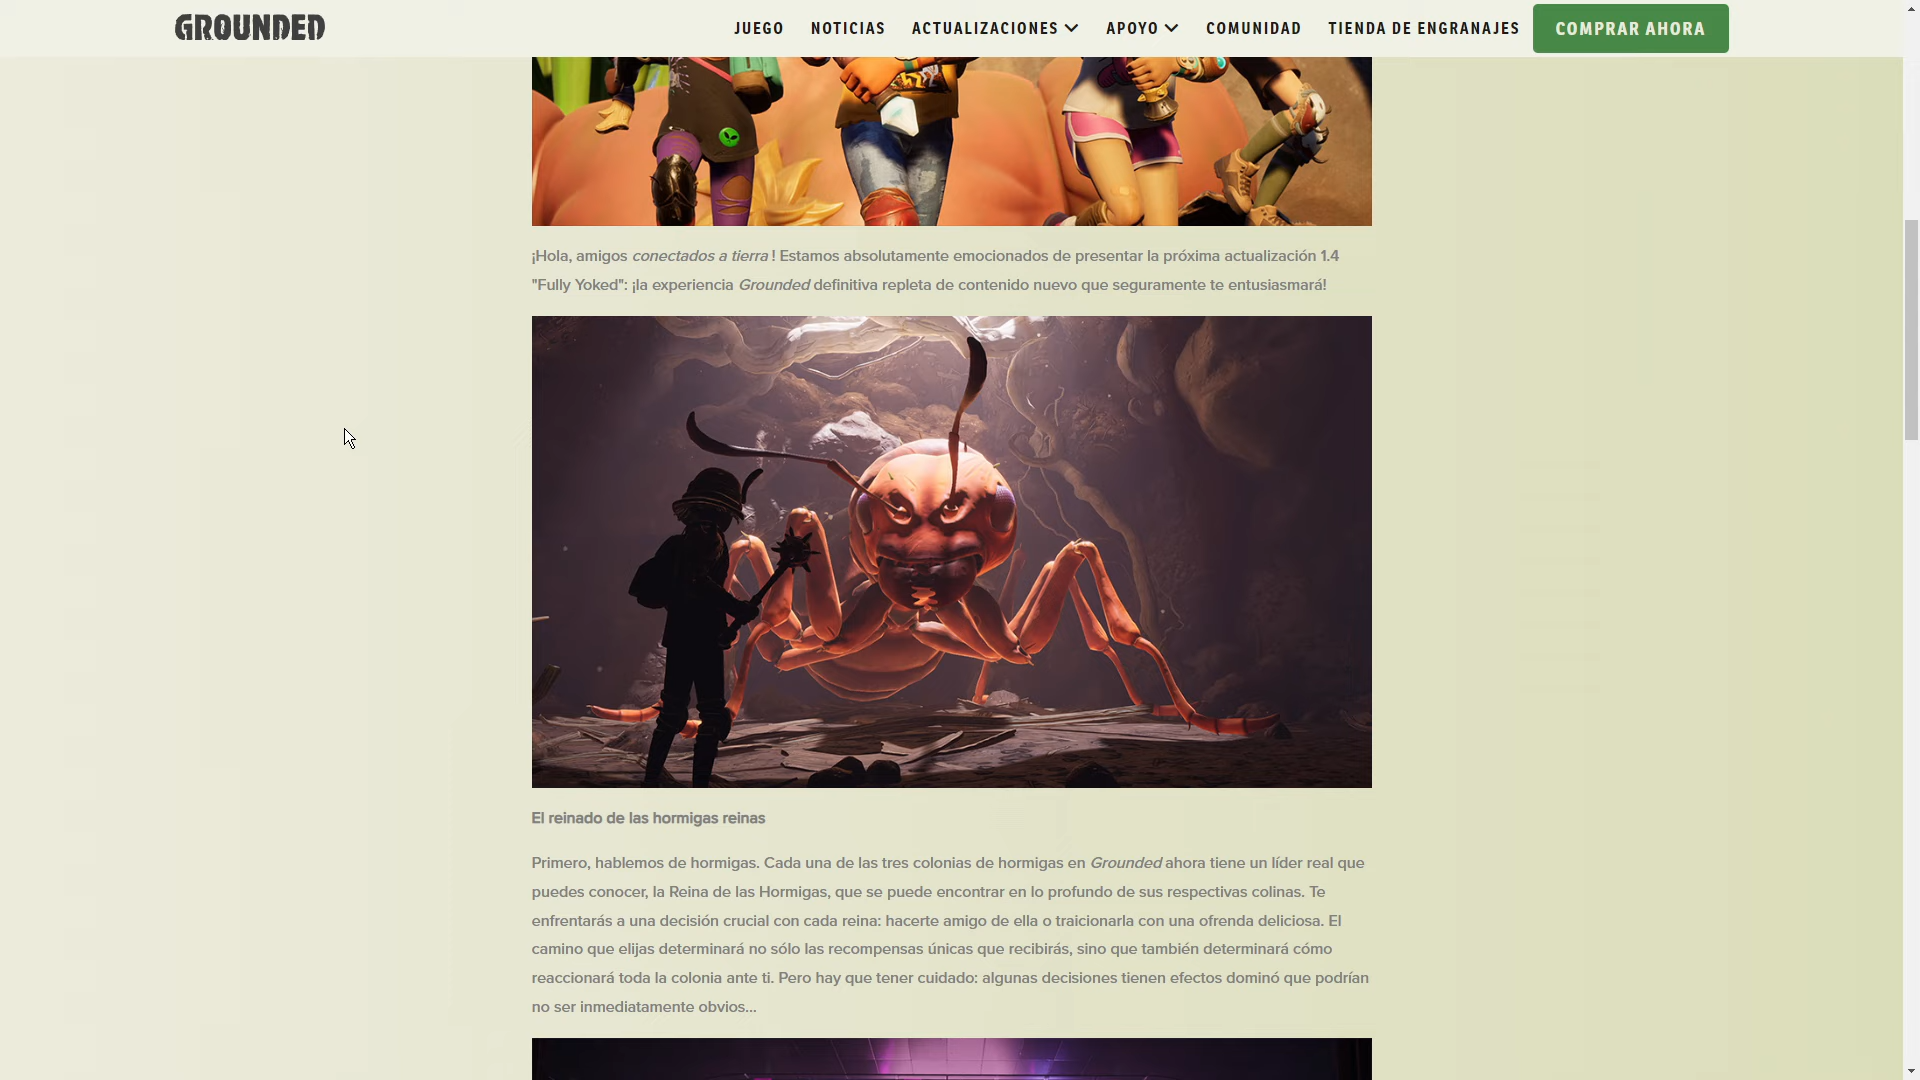 GROUNDED
JUEGO NOTICIAS ACTUALIZACIONES APOYO COMUNIDAD TIENDA DE ENGRANAJES COMPRAR AHORA
¡Hola, amigos conectados a tierra ! Estamos absolutamente emocionados de presentar la próxima actualización 1.4
"Fully Yoked": ¡la experiencia Grounded definitiva repleta de contenido nuevo que seguramente te entusiasmará!
El reinado de las hormigas reinas
Primero, hablemos de hormigas. Cada una de las tres colonias de hormigas en Grounded ahora tiene un líder real que
puedes conocer, la Reina de las Hormigas, que se puede encontrar en lo profundo de sus respectivas colinas. Te
enfrentarás a una decisión crucial con cada reina: hacerte amigo de ella o traicionarla con una ofrenda deliciosa. El
camino que elijas determinará no sólo las recompensas únicas que recibirás, sino que también determinará cómo
reaccionará toda la colonia ante ti. Pero hay que tener cuidado: algunas decisiones tienen efectos dominó que podrían
no ser inmediatamente obvios...